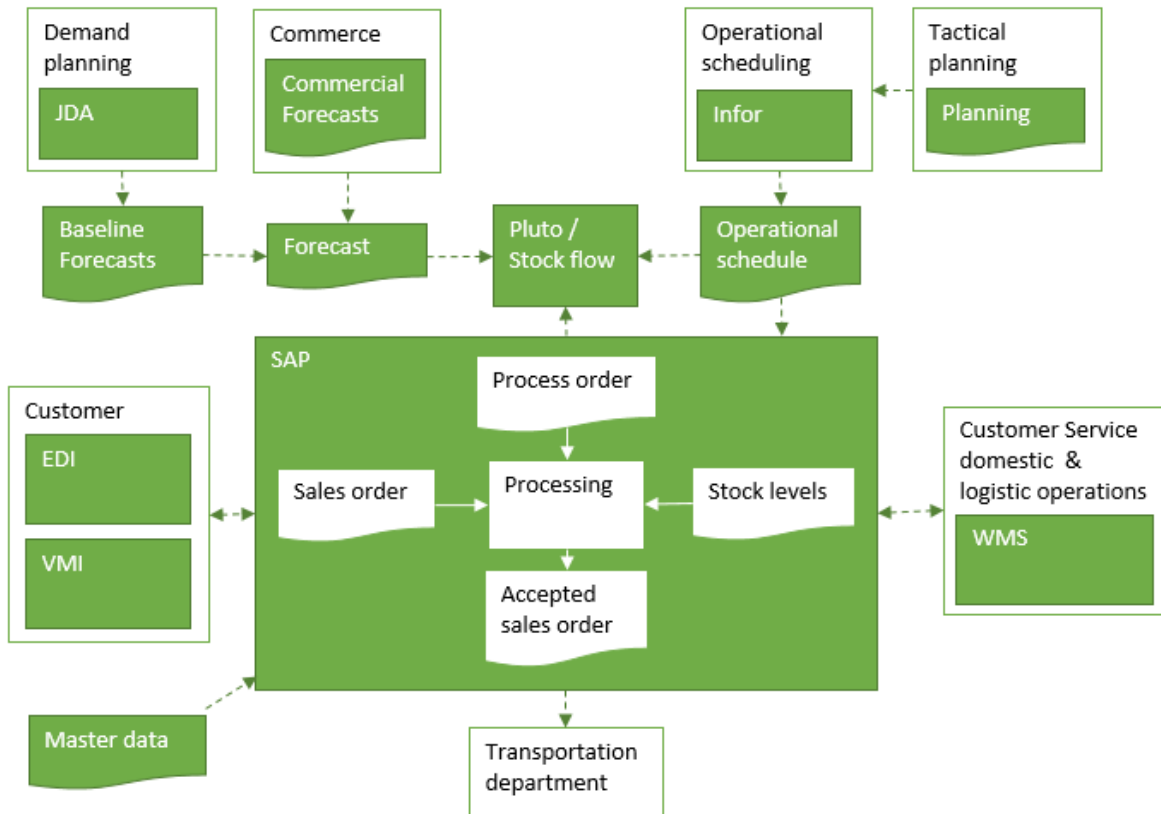 Demand
planning
JDA
Commerce
Commercial
Forecasts
Operational
scheduling
Infor
Tactical
planning
Planning
Baseline
Forecasts
Forecast
Pluto /
Stock flow
Operational
schedule
SAP
Process order
Customer
EDI
VMI
Sales order
Processing
Stock levels
Accepted
sales order
Customer Service
domestic &
logistic operations
WMS
Master data
Transportation
department